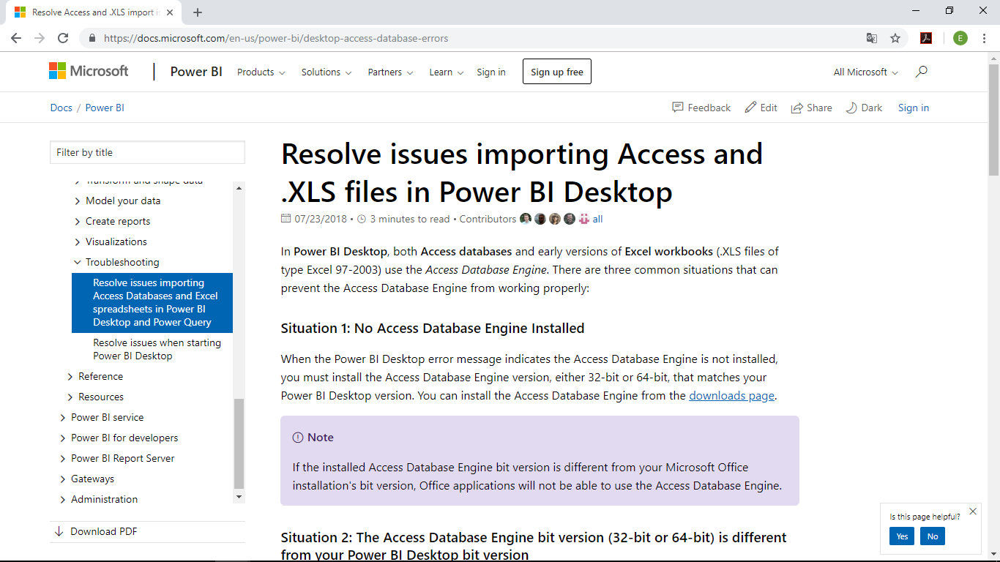 Resolve Access and .XLS import is
https://docs.microsoft.com/en-us/power-bi/desktop-access-database-errors
E
Microsoft
Power BI
Products
Solutions
Partners
Learn
Sign in
Sign up free
All Microsoft
Docs / Power BI
Feedback
Edit
Share
Dark
Sign in
Filter by title
Transform and shape data
Model your data
Create reports
Visualizations
Troubleshooting
Resolve issues importing
Access Databases and Excel
spreadsheets in Power BI
Desktop and Power Query
Resolve issues when starting
Power BI Desktop
Reference
Resources
Power BI service
Power BI for developers
Power BI Report Server
Gateways
Administration
Download PDF
Resolve issues importing Access and
.XLS files in Power BI Desktop
07/23/2018 • 3 minutes to read • Contributors all
In Power BI Desktop, both Access databases and early versions of Excel workbooks (.XLS files of
type Excel 97-2003) use the Access Database Engine. There are three common situations that can
prevent the Access Database Engine from working properly:
Situation 1: No Access Database Engine Installed
When the Power BI Desktop error message indicates the Access Database Engine is not installed,
you must install the Access Database Engine version, either 32-bit or 64-bit, that matches your
Power BI Desktop version. You can install the Access Database Engine from the downloads page.
Note
If the installed Access Database Engine bit version is different from your Microsoft Office
installation's bit version, Office applications will not be able to use the Access Database Engine.
Situation 2: The Access Database Engine bit version (32-bit or 64-bit) is different
from your Power BI Desktop bit version
Is this page helpful?
Yes
No